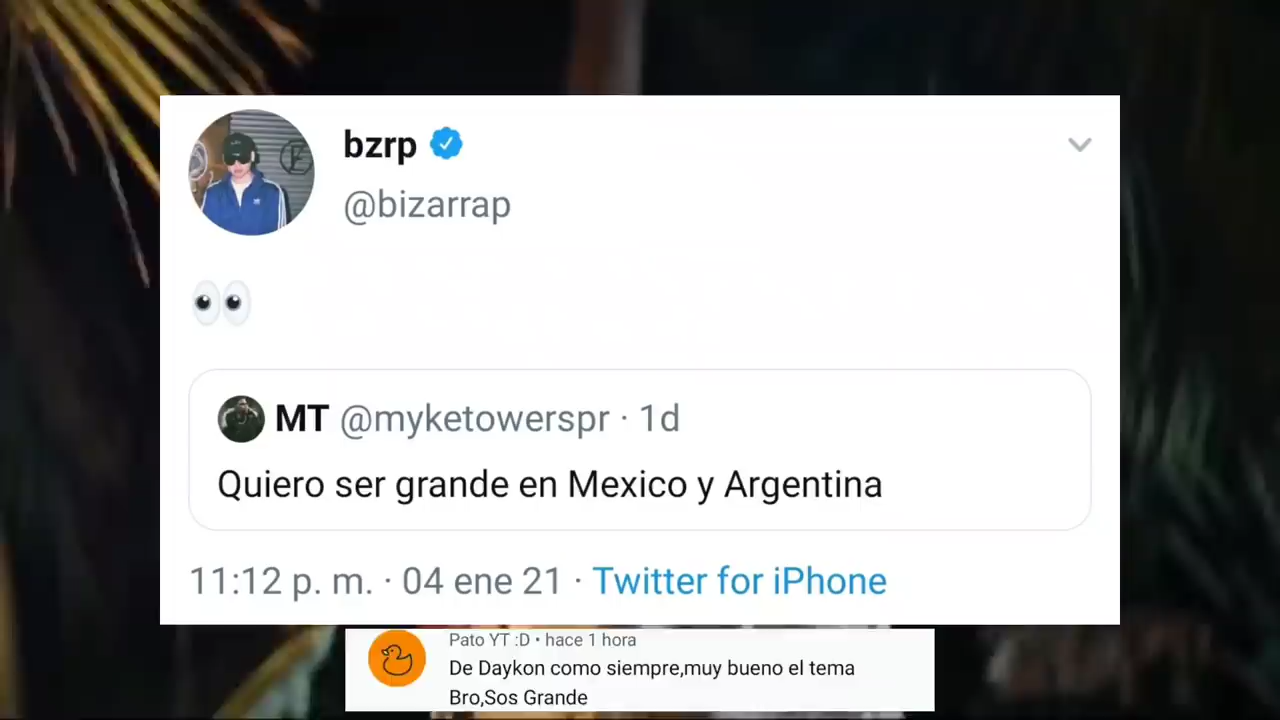 bzrp
@bizarrap
👀
MT @myketowerspr · 1d
Quiero ser grande en Mexico y Argentina
11:12 p. m. · 04 ene 21 · Twitter for iPhone
Pato YT :D • hace 1 hora
De Daykon como siempre,muy bueno el tema
Bro,Sos Grande